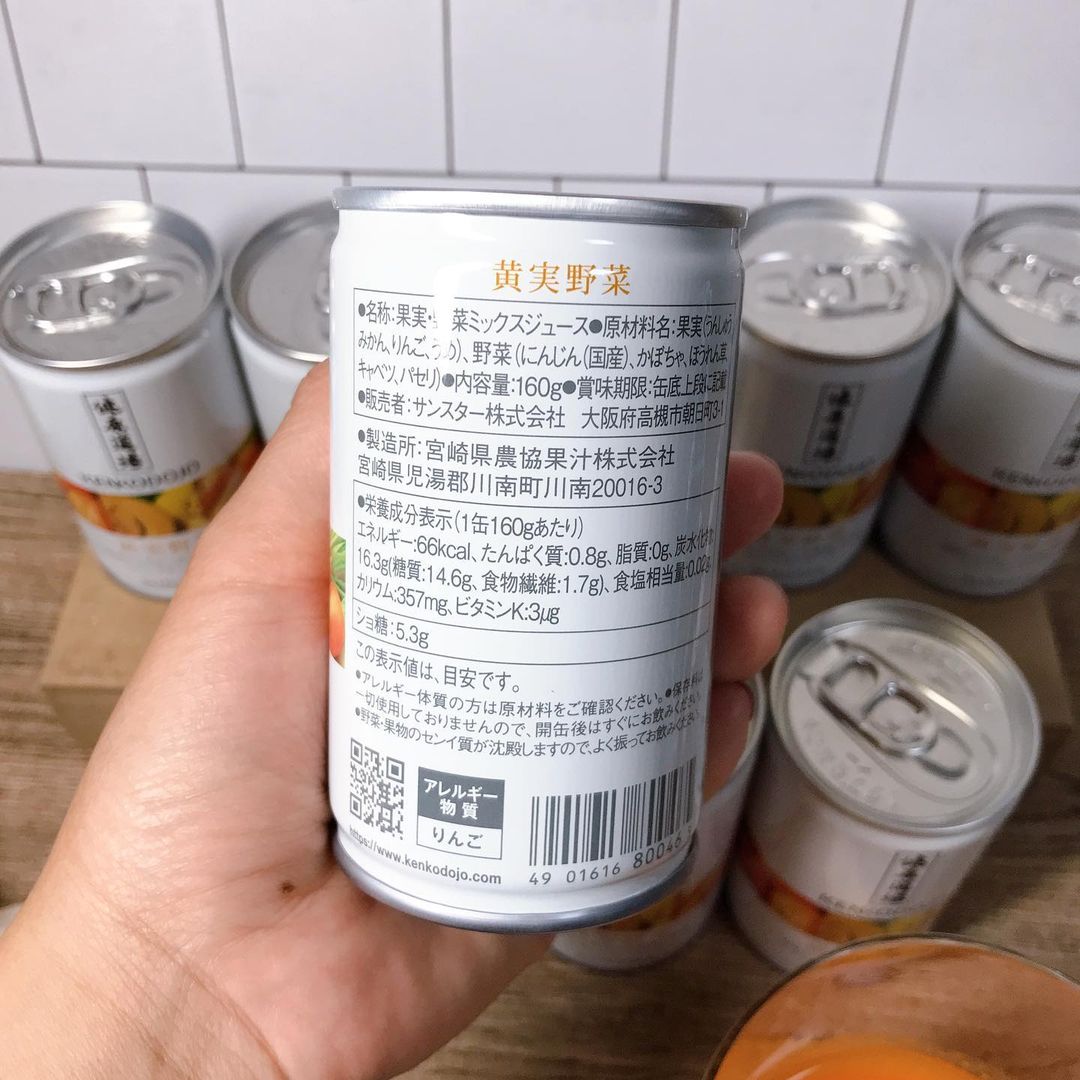 黄実野菜
●名称:果実・ 菜ミックスジュース●原材料名:果実(うんしゅう
みかん、りんご、うめ)、野菜(にんじん(国産)、かぼちゃ、ほうれん草、
キャベツ、パセリ)●内容量:160g●賞味期限:缶底上段に記載
●販売者:サンスター株式会社 大阪府高槻市朝日町3-1
●製造所:宮崎県農協果汁株式会社
宮崎県児湯郡川南町川南20016-3
●栄養成分表示(1缶160gあたり)
エネルギー:66kcal、たんぱく質:0.8g、脂質:0g、炭水化物:
16.3g(糖質:14.6g、食物繊維:1.7g)、食塩相当量:0.02g、
カリウム:357mg、ビタミンK:3μg
ショ糖:5.3g
この表示値は、目安です。
●アレルギー体質の方は原材料をご確認ください。●保存料は
一切使用しておりませんので、開缶後はすぐにお飲みください。
●野菜・果物のセンイ質が沈殿しますので、よく振ってお飲みください。
アレルギー
物質
りんご
https://www.kenkodojo.com
49 01616 80046
健康道場
KENKODOJO
健康道場
健康道場
健康道場